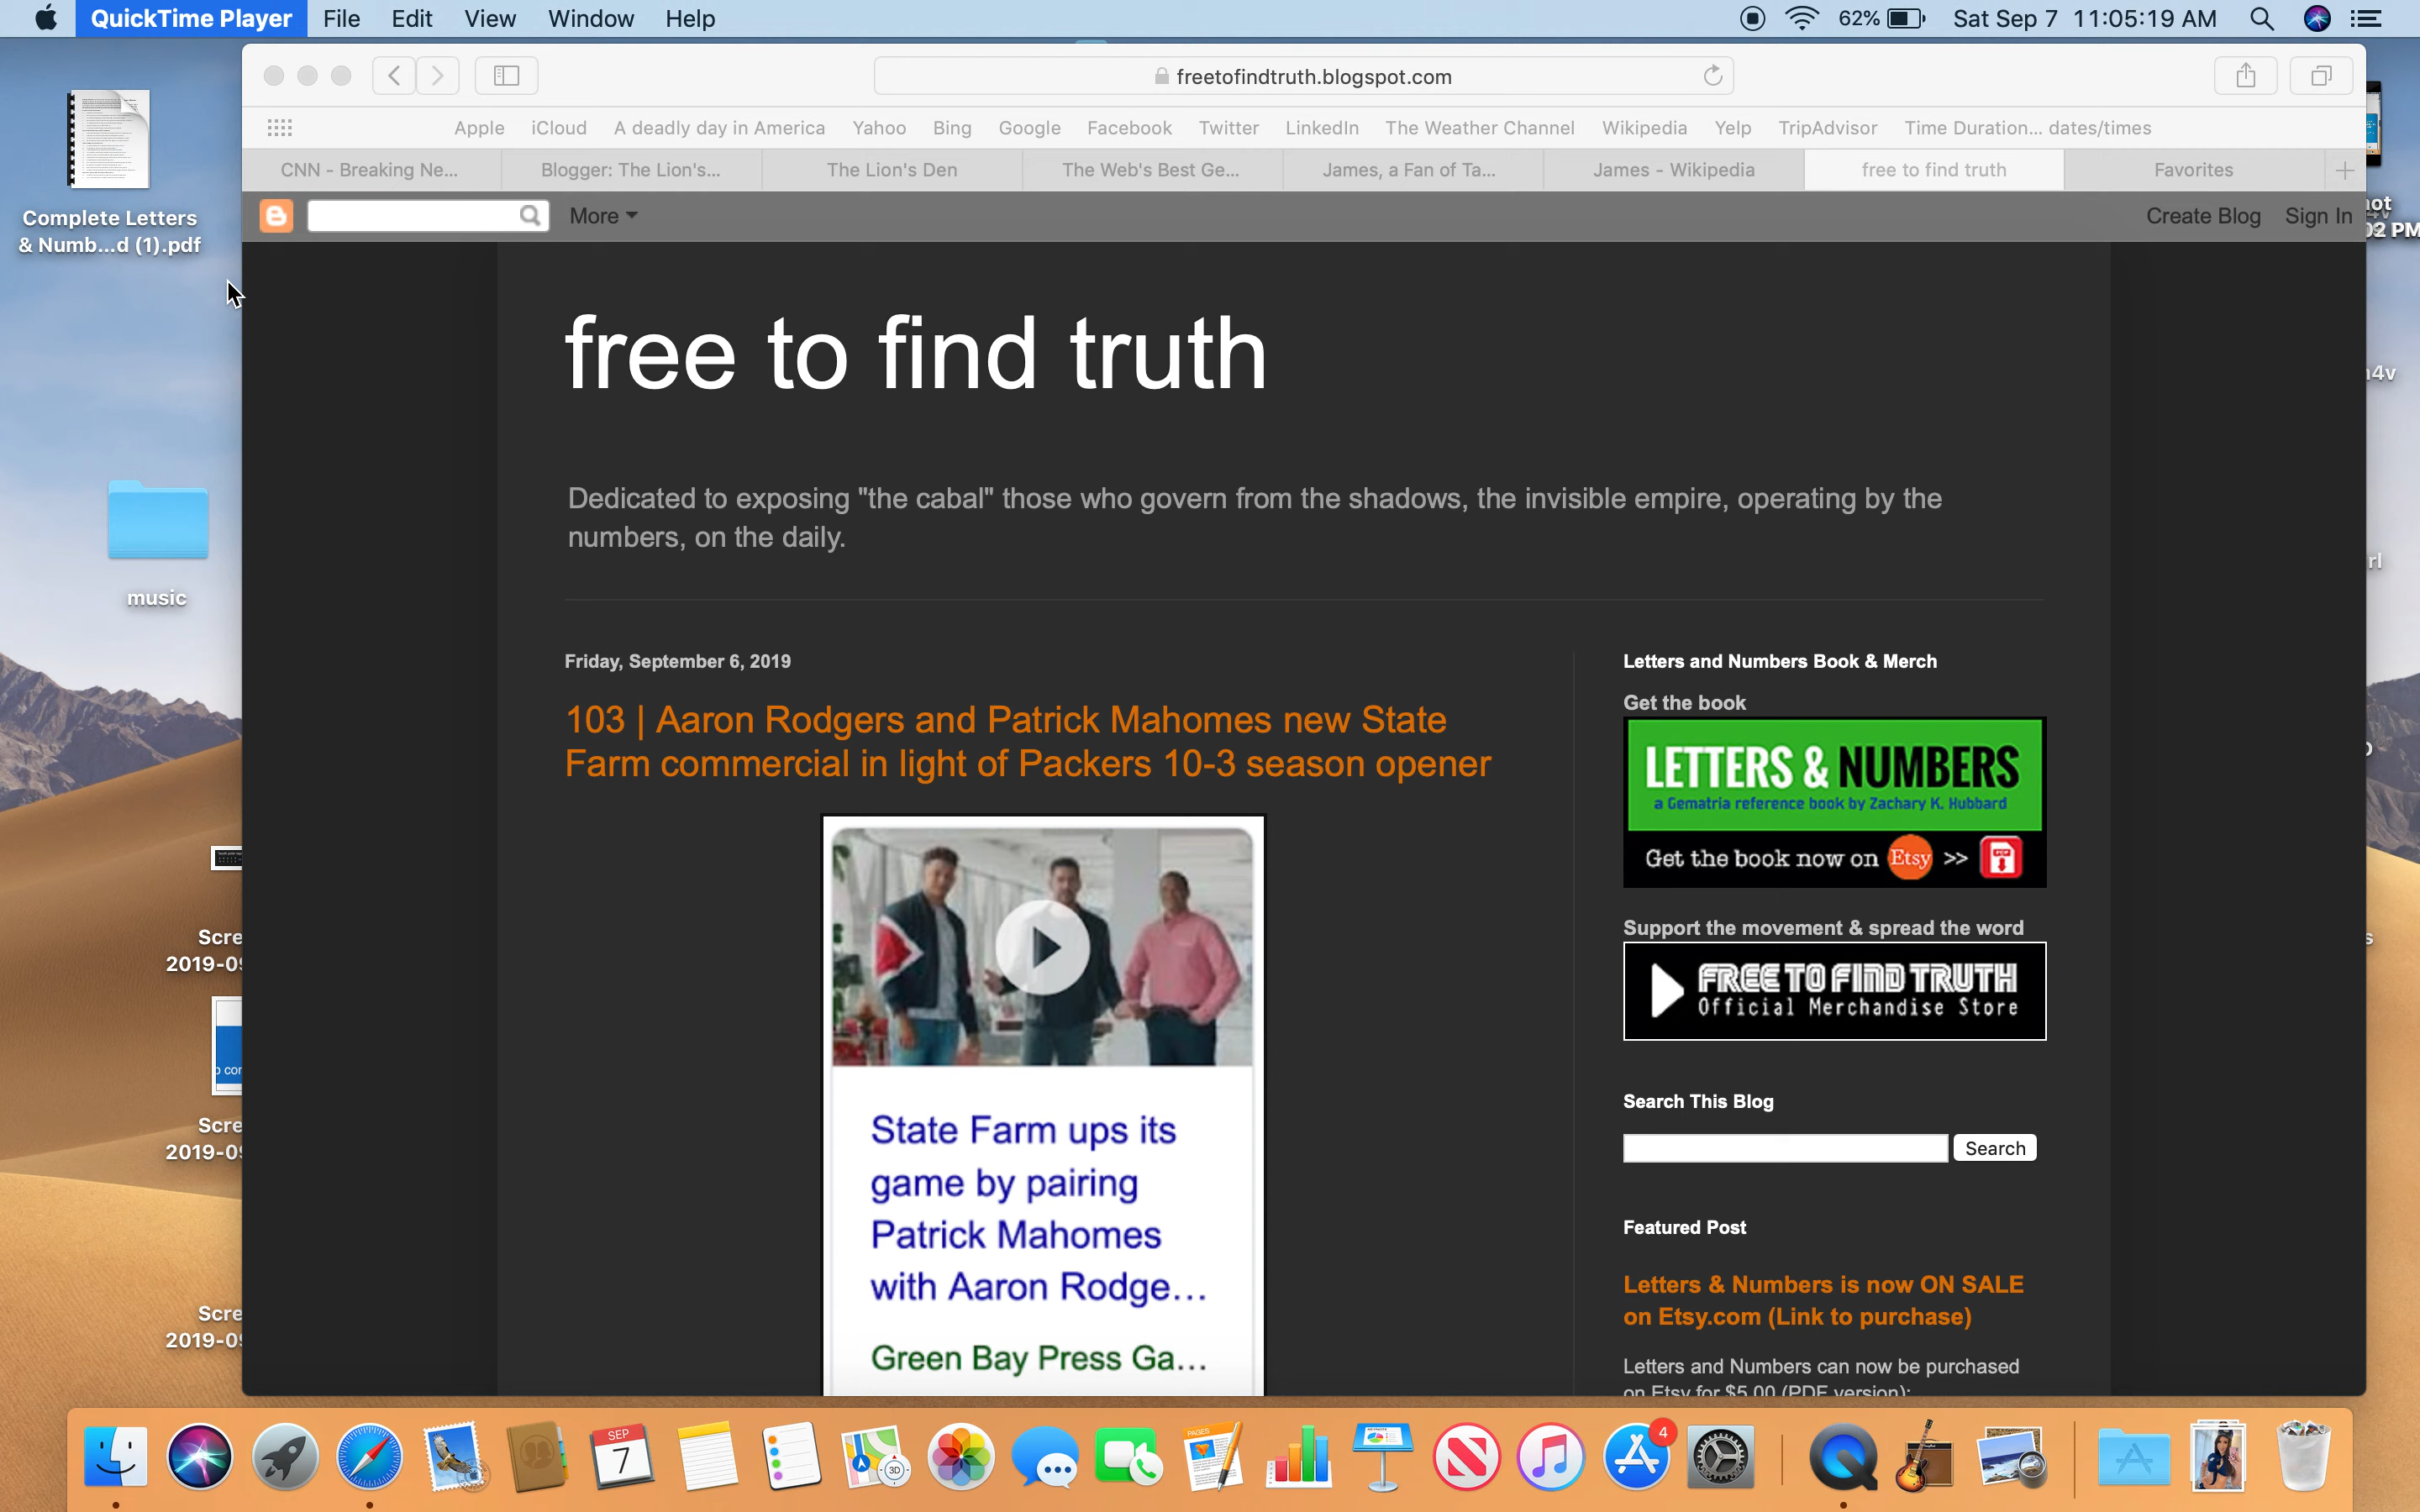 QuickTime Player File Edit View Window Help 62% Sat Sep 7 11:05:19 AM
freetofindtruth.blogspot.com
Apple iCloud A deadly day in America Yahoo Bing Google Facebook Twitter LinkedIn The Weather Channel Wikipedia Yelp TripAdvisor Time Duration... dates/times
CNN - Breaking Ne... Blogger: The Lion's... The Lion's Den The Web's Best Ge... James, a Fan of Ta... James - Wikipedia free to find truth Favorites
More Create Blog Sign In
Complete Letters
& Numb...d (1).pdf
02 PM
music
Scre
2019-09
Scre
2019-09
Scre
2019-09
free to find truth
Dedicated to exposing "the cabal" those who govern from the shadows, the invisible empire, operating by the
numbers, on the daily.
Friday, September 6, 2019
103 | Aaron Rodgers and Patrick Mahomes new State
Farm commercial in light of Packers 10-3 season opener
State Farm ups its
game by pairing
Patrick Mahomes
with Aaron Rodge...
Green Bay Press Ga...
Letters and Numbers Book & Merch
Get the book
LETTERS & NUMBERS
a Gematria reference book by Zachary K. Hubbard
Get the book now on Etsy >>
Support the movement & spread the word
FREE TO FIND TRUTH
Official Merchandise Store
Search This Blog
Search
Featured Post
Letters & Numbers is now ON SALE
on Etsy.com (Link to purchase)
Letters and Numbers can now be purchased
on Etsy for $5.00 (PDF version):
SEP
7
3D
PAGES
4